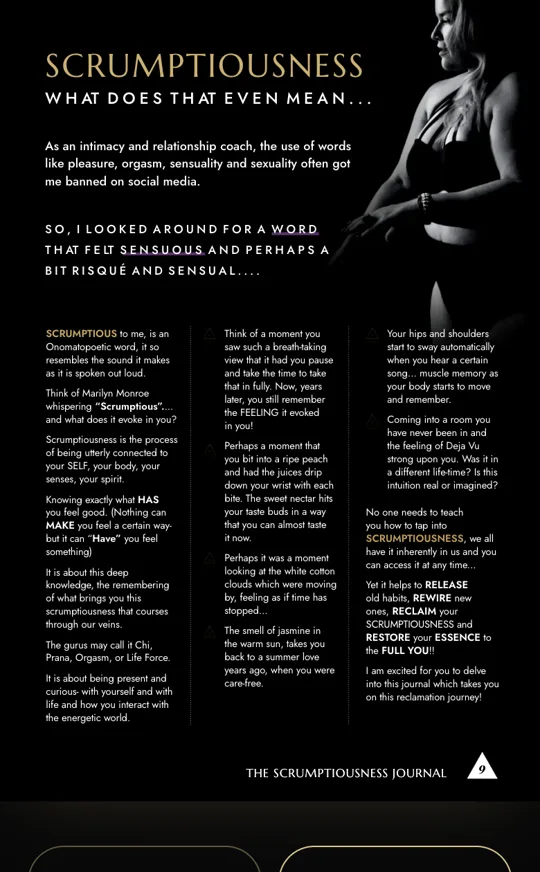 SCRUMPTIOUSNESS
WHAT DOES THAT EVEN MEAN...
As an intimacy and relationship coach, the use of words
like pleasure, orgasm, sensuality and sexuality often got
me banned on social media.
SO, I LOOKED AROUND FOR A WORD
THAT FELT SENSUOUS AND PERHAPS A
BIT RISQUÉ AND SENSUAL....
SCRUMPTIOUS to me, is an
Onomatopoetic word, it so
resembles the sound it makes
as it is spoken out loud.
Think of Marilyn Monroe
whispering "Scrumptious"....
and what does it evoke in you?
Scrumptiousness is the process
of being utterly connected to
your SELF, your body, your
senses, your spirit.
Knowing exactly what HAS
you feel good. (Nothing can
MAKE you feel a certain way-
but it can "Have" you feel
something)
It is about this deep
knowledge, the remembering
of what brings you this
scrumptiousness that courses
through our veins.
The gurus may call it Chi,
Prana, Orgasm, or Life Force.
It is about being present and
curious- with yourself and with
life and how you interact with
the energetic world.
Think of a moment you
saw such a breath-taking
view that it had you pause
and take the time to take
that in fully. Now, years
later, you still remember
the FEELING it evoked
in you!
Perhaps a moment that
you bit into a ripe peach
and had the juices drip
down your wrist with each
bite. The sweet nectar hits
your taste buds in a way
that you can almost taste
it now.
Perhaps it was a moment
looking at the white cotton
clouds which were moving
by, feeling as if time has
stopped...
The smell of jasmine in
the warm sun, takes you
back to a summer love
years ago, when you were
care-free.
Your hips and shoulders
start to sway automatically
when you hear a certain
song... muscle memory as
your body starts to move
and remember.
Coming into a room you
have never been in and
the feeling of Deja Vu
strong upon you. Was it in
a different life-time? Is this
intuition real or imagined?
No one needs to teach
you how to tap into
SCRUMPTIOUSNESS, we all
have it inherently in us and you
can access it at any time...
Yet it helps to RELEASE
old habits, REWIRE new
ones, RECLAIM your
SCRUMPTIOUSNESS and
RESTORE your ESSENCE to
the FULL YOU!!
I am excited for you to delve
into this journal which takes you
on this reclamation journey!
THE SCRUMPTIOUSNESS JOURNAL
9